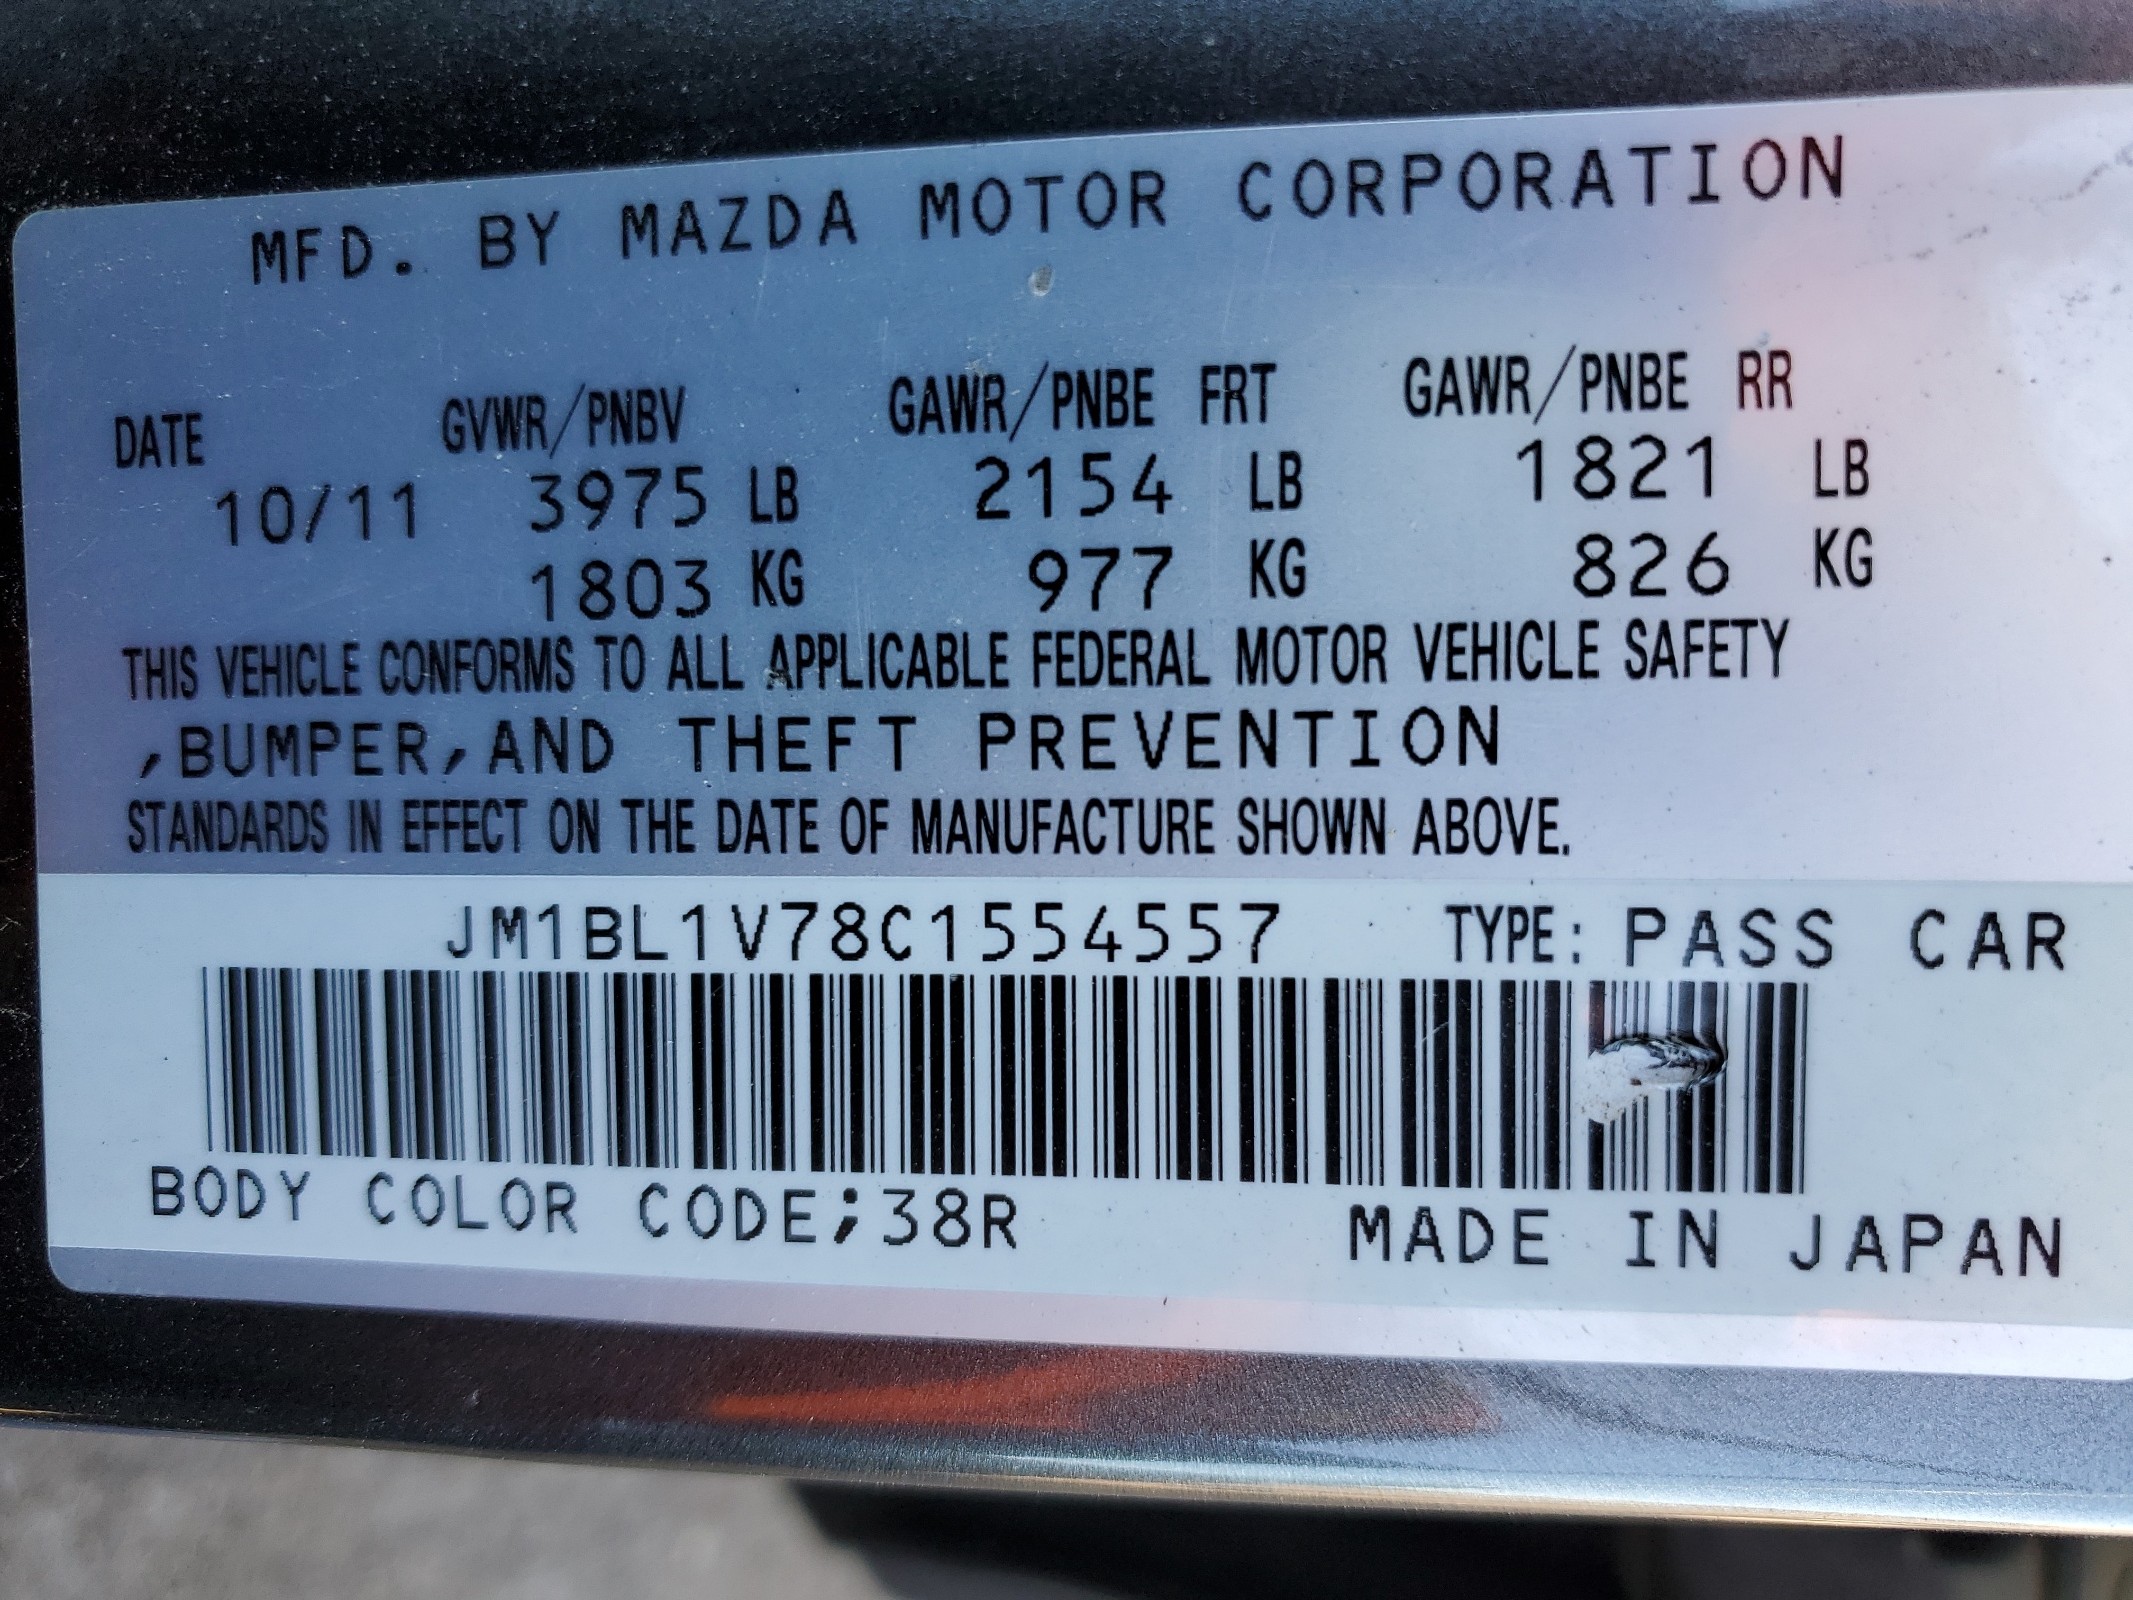 MFD. BY MAZDA MOTOR CORPORATION
DATE GVWR/PNBV GAWR/PNBE FRT GAWR/PNBE RR
10/11 3975 LB 2154 LB 1821 LB
1803 KG 977 KG 826 KG
THIS VEHICLE CONFORMS TO ALL APPLICABLE FEDERAL MOTOR VEHICLE SAFETY
,BUMPER,AND THEFT PREVENTION
STANDARDS IN EFFECT ON THE DATE OF MANUFACTURE SHOWN ABOVE.
JM1BL1V78C1554557 TYPE: PASS CAR
BODY COLOR CODE;38R MADE IN JAPAN